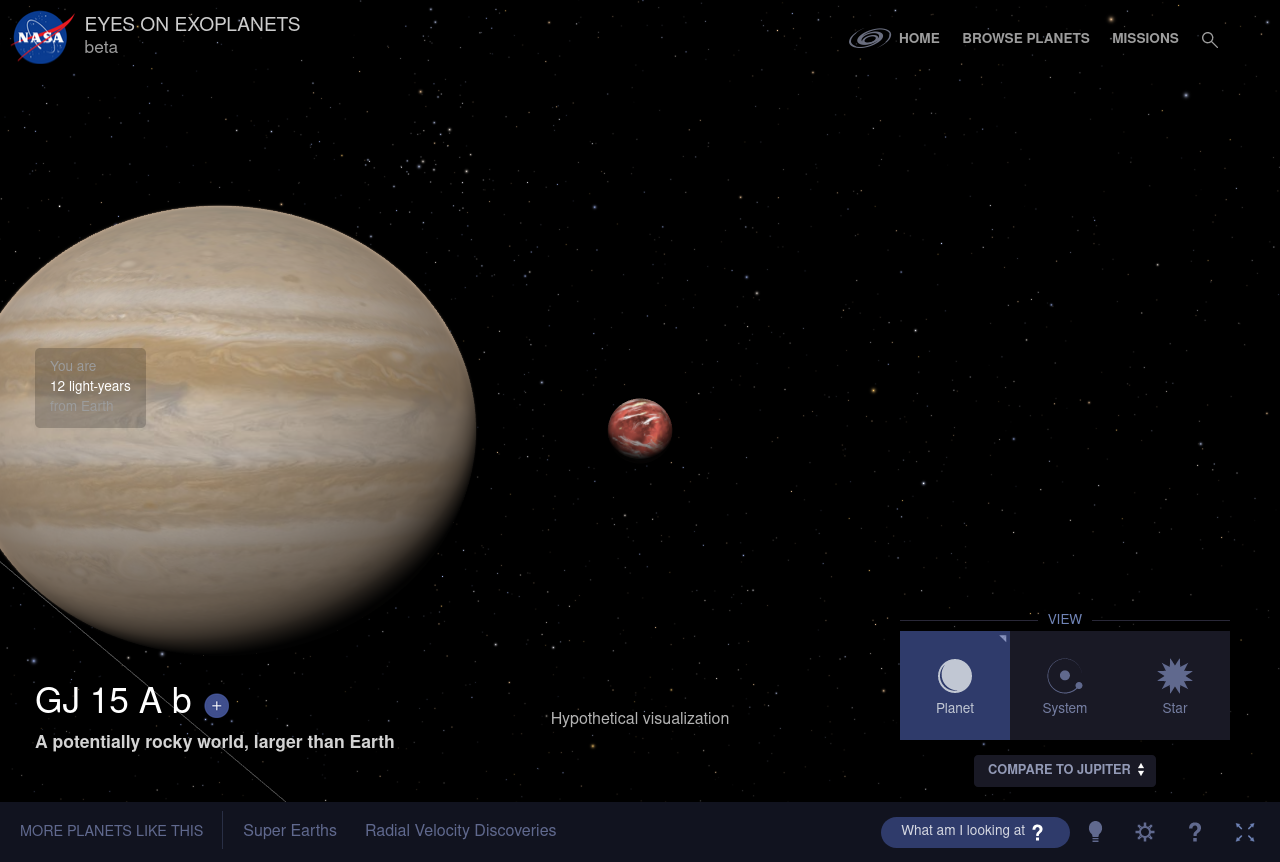 NASA
EYES ON EXOPLANETS
beta
HOME
BROWSE PLANETS
MISSIONS
You are
12 light-years
from Earth
GJ 15 A b +
A potentially rocky world, larger than Earth
Hypothetical visualization
VIEW
Planet
System
Star
COMPARE TO JUPITER
MORE PLANETS LIKE THIS
Super Earths
Radial Velocity Discoveries
What am I looking at ?
?